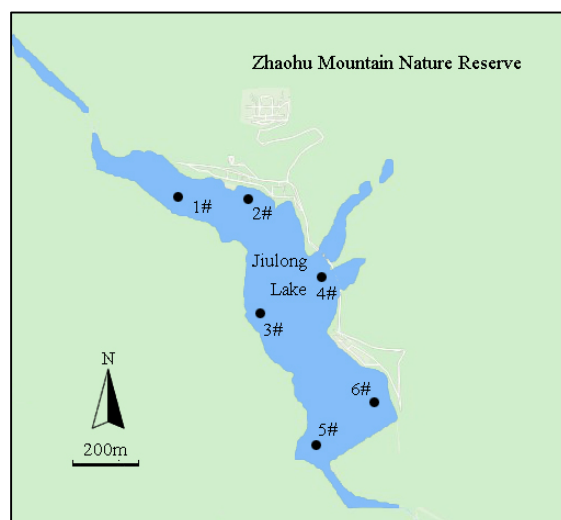 Zhaohu Mountain Nature Reserve
1#
2#
Jiulong
Lake
4#
3#
N
200m
6#
5#